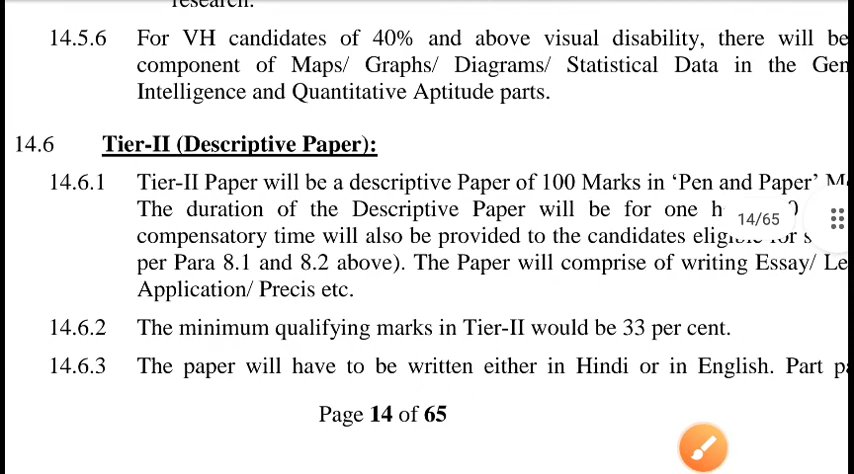 research.
14.5.6 For VH candidates of 40% and above visual disability, there will be
component of Maps/ Graphs/ Diagrams/ Statistical Data in the Gen
Intelligence and Quantitative Aptitude parts.
14.6 Tier-II (Descriptive Paper):
14.6.1 Tier-II Paper will be a descriptive Paper of 100 Marks in ‘Pen and Paper’
The duration of the Descriptive Paper will be for one
14/65
compensatory time will also be provided to the candidates
per Para 8.1 and 8.2 above). The Paper will comprise of writing Essay/ Le
Application/ Precis etc.
14.6.2 The minimum qualifying marks in Tier-II would be 33 per cent.
14.6.3 The paper will have to be written either in Hindi or in English. Part
Page 14 of 65